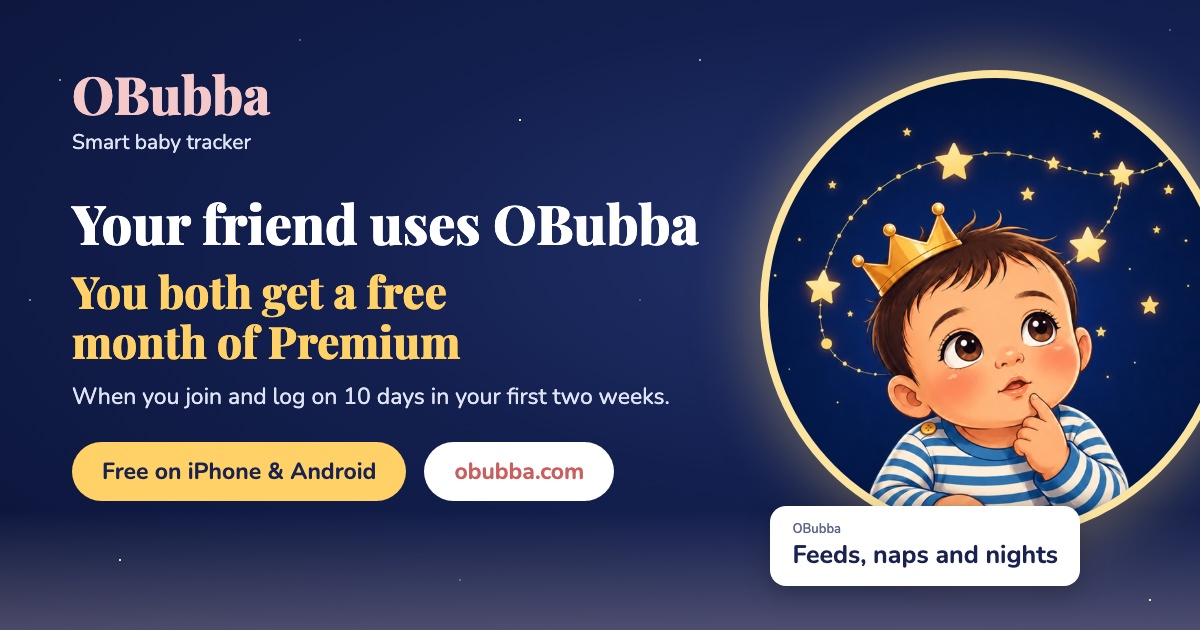 OBubba
Smart baby tracker
Your friend uses OBubba
You both get a free
month of Premium
When you join and log on 10 days in your first two weeks.
Free on iPhone & Android
obubba.com
OBubba
Feeds, naps and nights